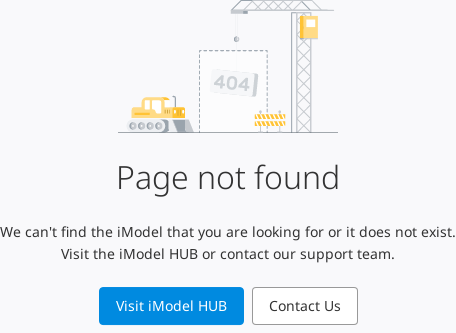 404
Page not found
We can't find the iModel that you are looking for or it does not exist.
Visit the iModel HUB or contact our support team.
Visit iModel HUB
Contact Us